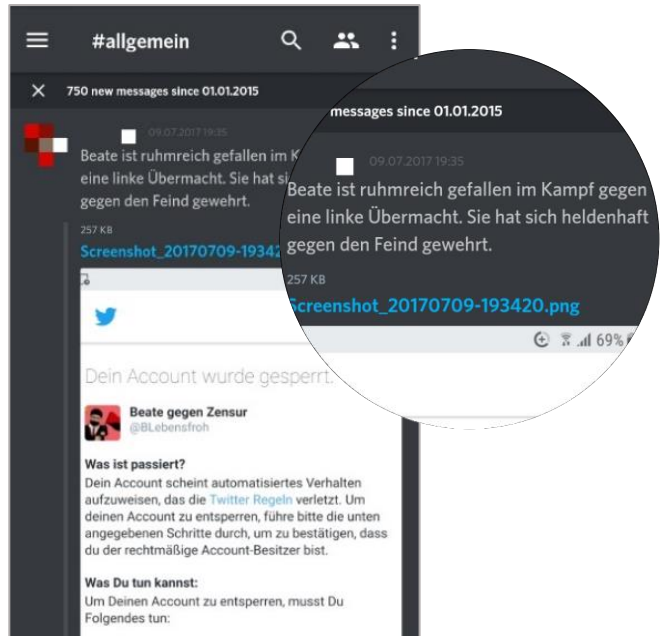 #allgemein
750 new messages since 01.01.2015
09.07.2017 19:35
Beate ist ruhmreich gefallen im K
eine linke Übermacht. Sie hat si
gegen den Feind gewehrt.
257 KB
Screenshot_20170709-19342
Dein Account wurde gesperrt.
Beate gegen Zensur
@BLebensfroh
Was ist passiert?
Dein Account scheint automatisiertes Verhalten
aufzuweisen, das die Twitter Regeln verletzt. Um
deinen Account zu entsperren, führe bitte die unten
angegebenen Schritte durch, um zu bestätigen, dass
du der rechtmäßige Account-Besitzer bist.
Was Du tun kannst:
Um Deinen Account zu entsperren, musst Du
Folgendes tun:
messages since 01.01.2015
09.07.2017 19:35
Beate ist ruhmreich gefallen im Kampf gegen
eine linke Übermacht. Sie hat sich heldenhaft
gegen den Feind gewehrt.
257 KB
Screenshot_20170709-193420.png
69%